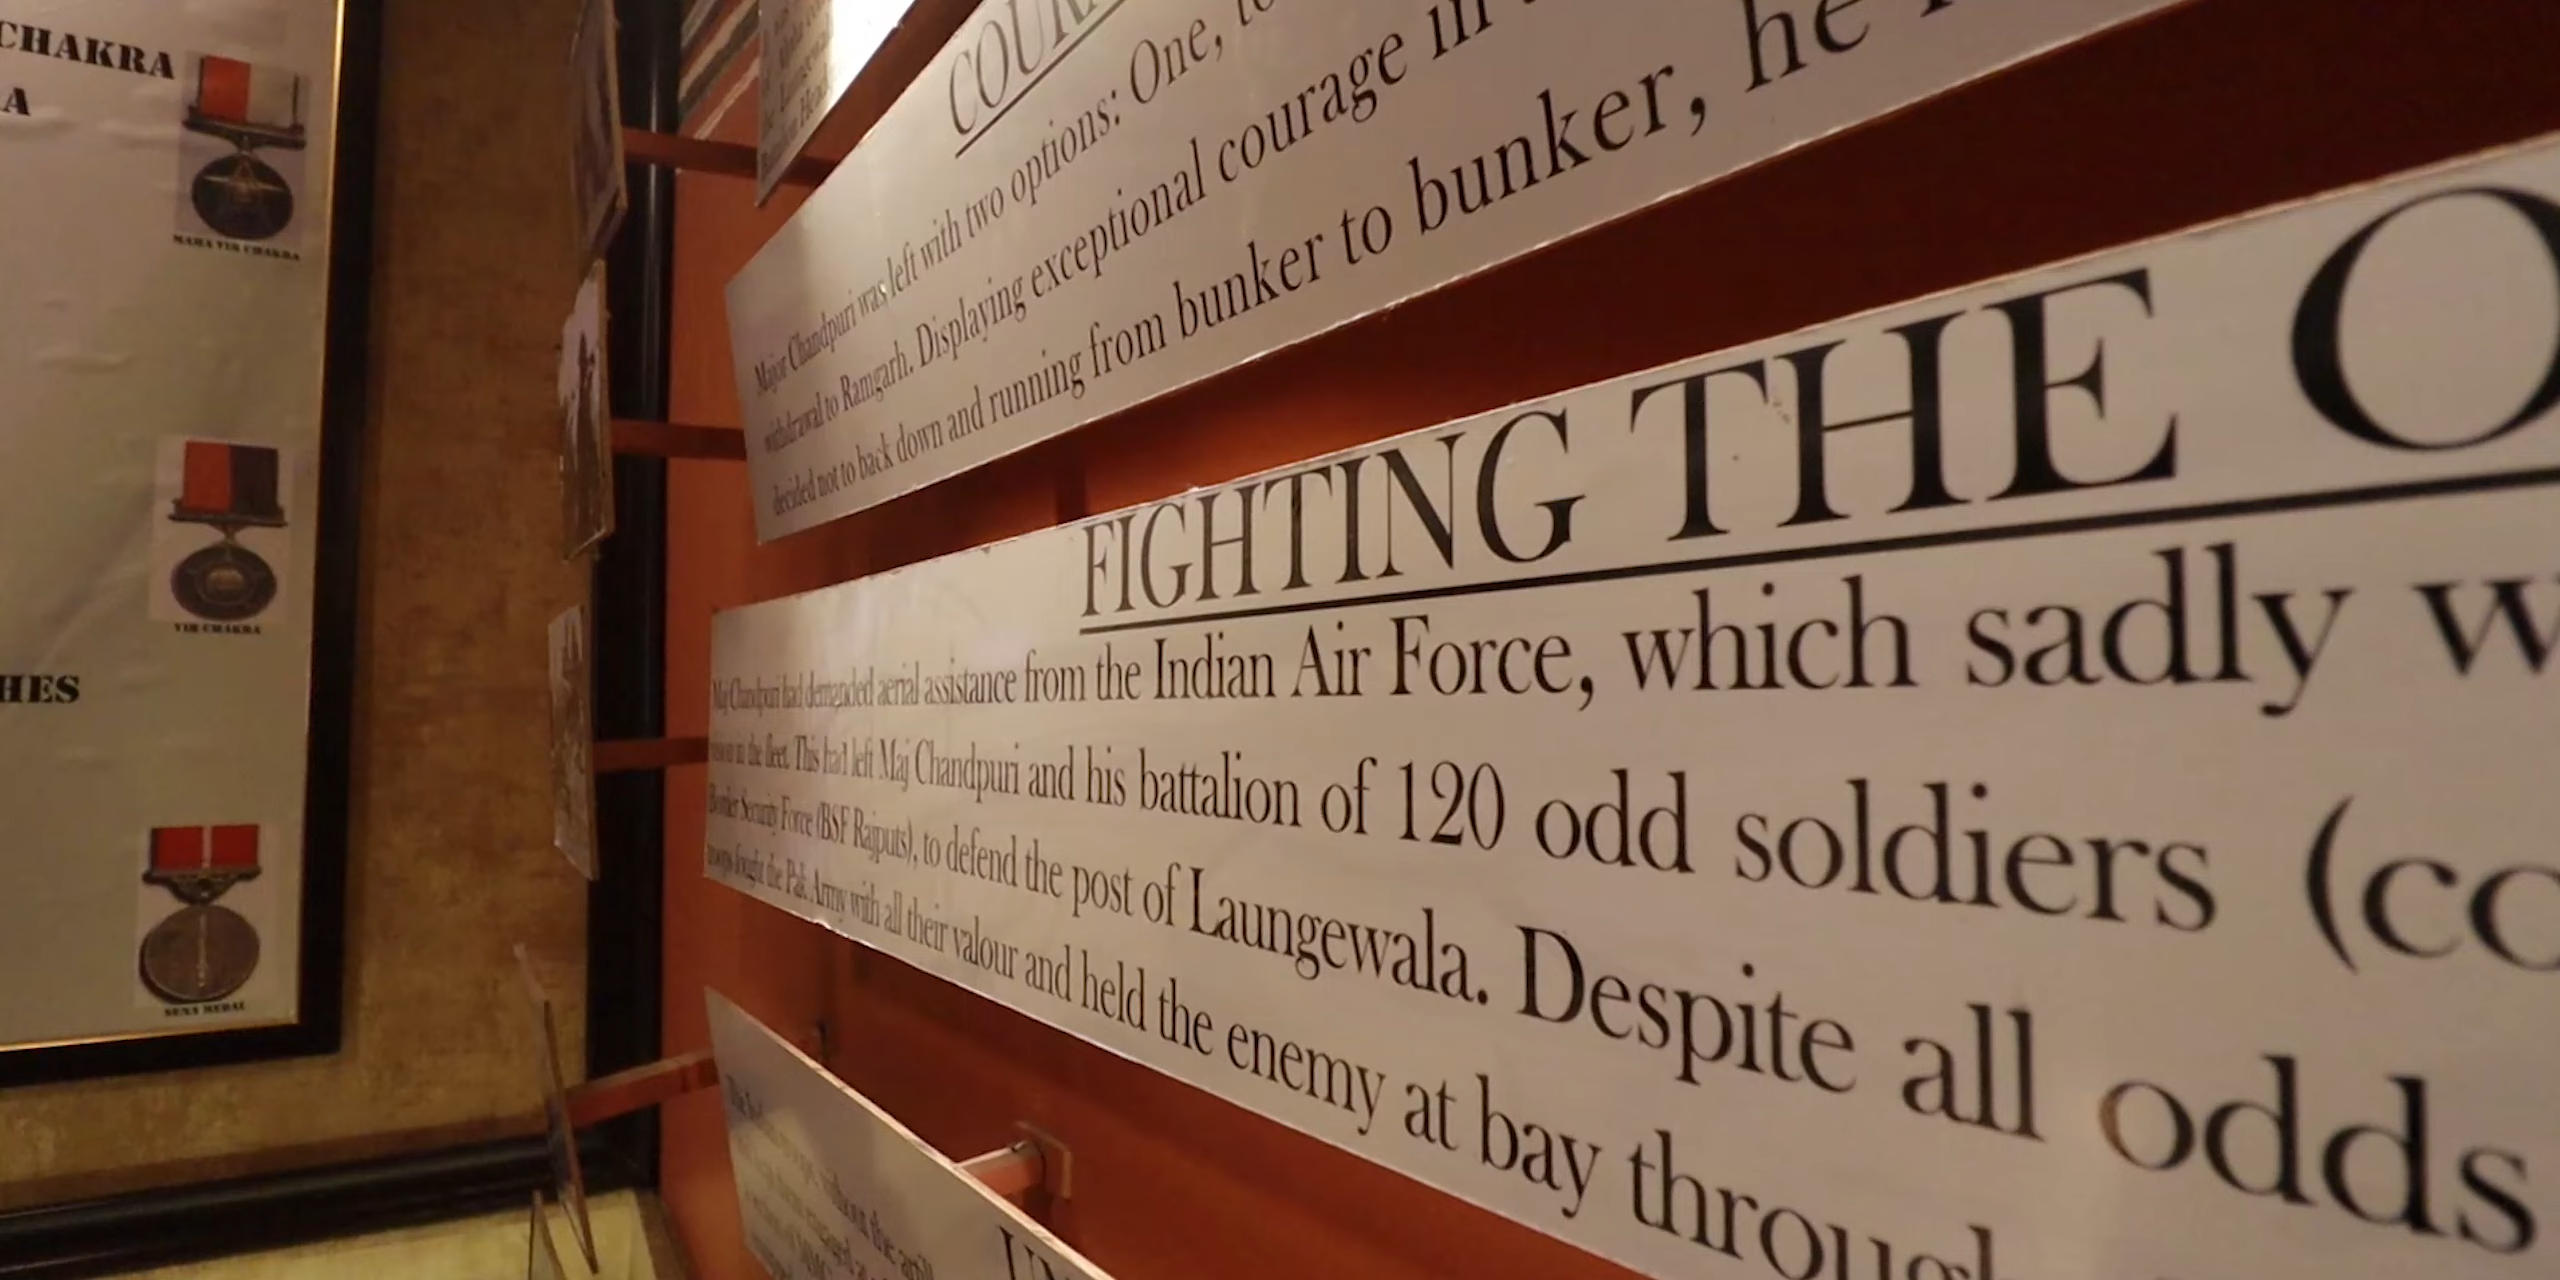 CHAKRA
A
MAHA VIR CHAKRA
VIR CHAKRA
HES
SENA MEDAL
COUR
Major Chandpuri was left with two options: One, to
withdrawal to Ramgarh. Displaying exceptional courage in
decided not to back down and running from bunker to bunker, he
FIGHTING THE O
Maj Chandpuri had demanded aerial assistance from the Indian Air Force, which sadly w
in the fleet. This had left Maj Chandpuri and his battalion of 120 odd soldiers (co
Border Security Force (BSF Rajputs), to defend the post of Laungewala. Despite all odds
troops fought the Pak Army with all their valour and held the enemy at bay through